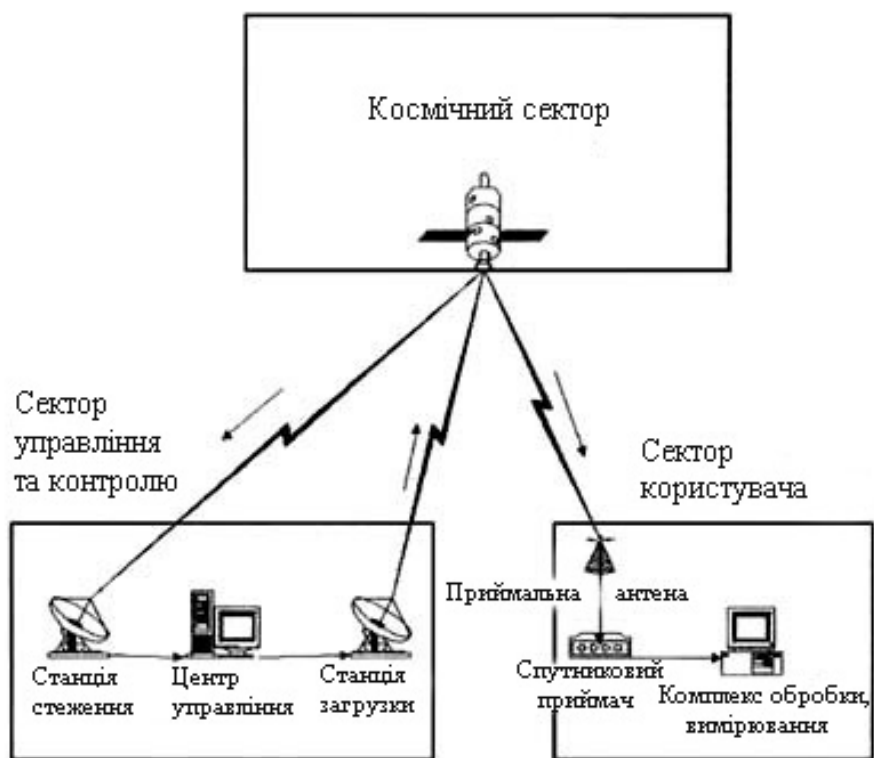 Космічний сектор
Сектор
управління
та контролю
Сектор
користувача
Приймальна антена
Станція
стеження
Центр
управління
Станція
загрузки
Спутниковий
приймач
Комплекс обробки,
вимірювання